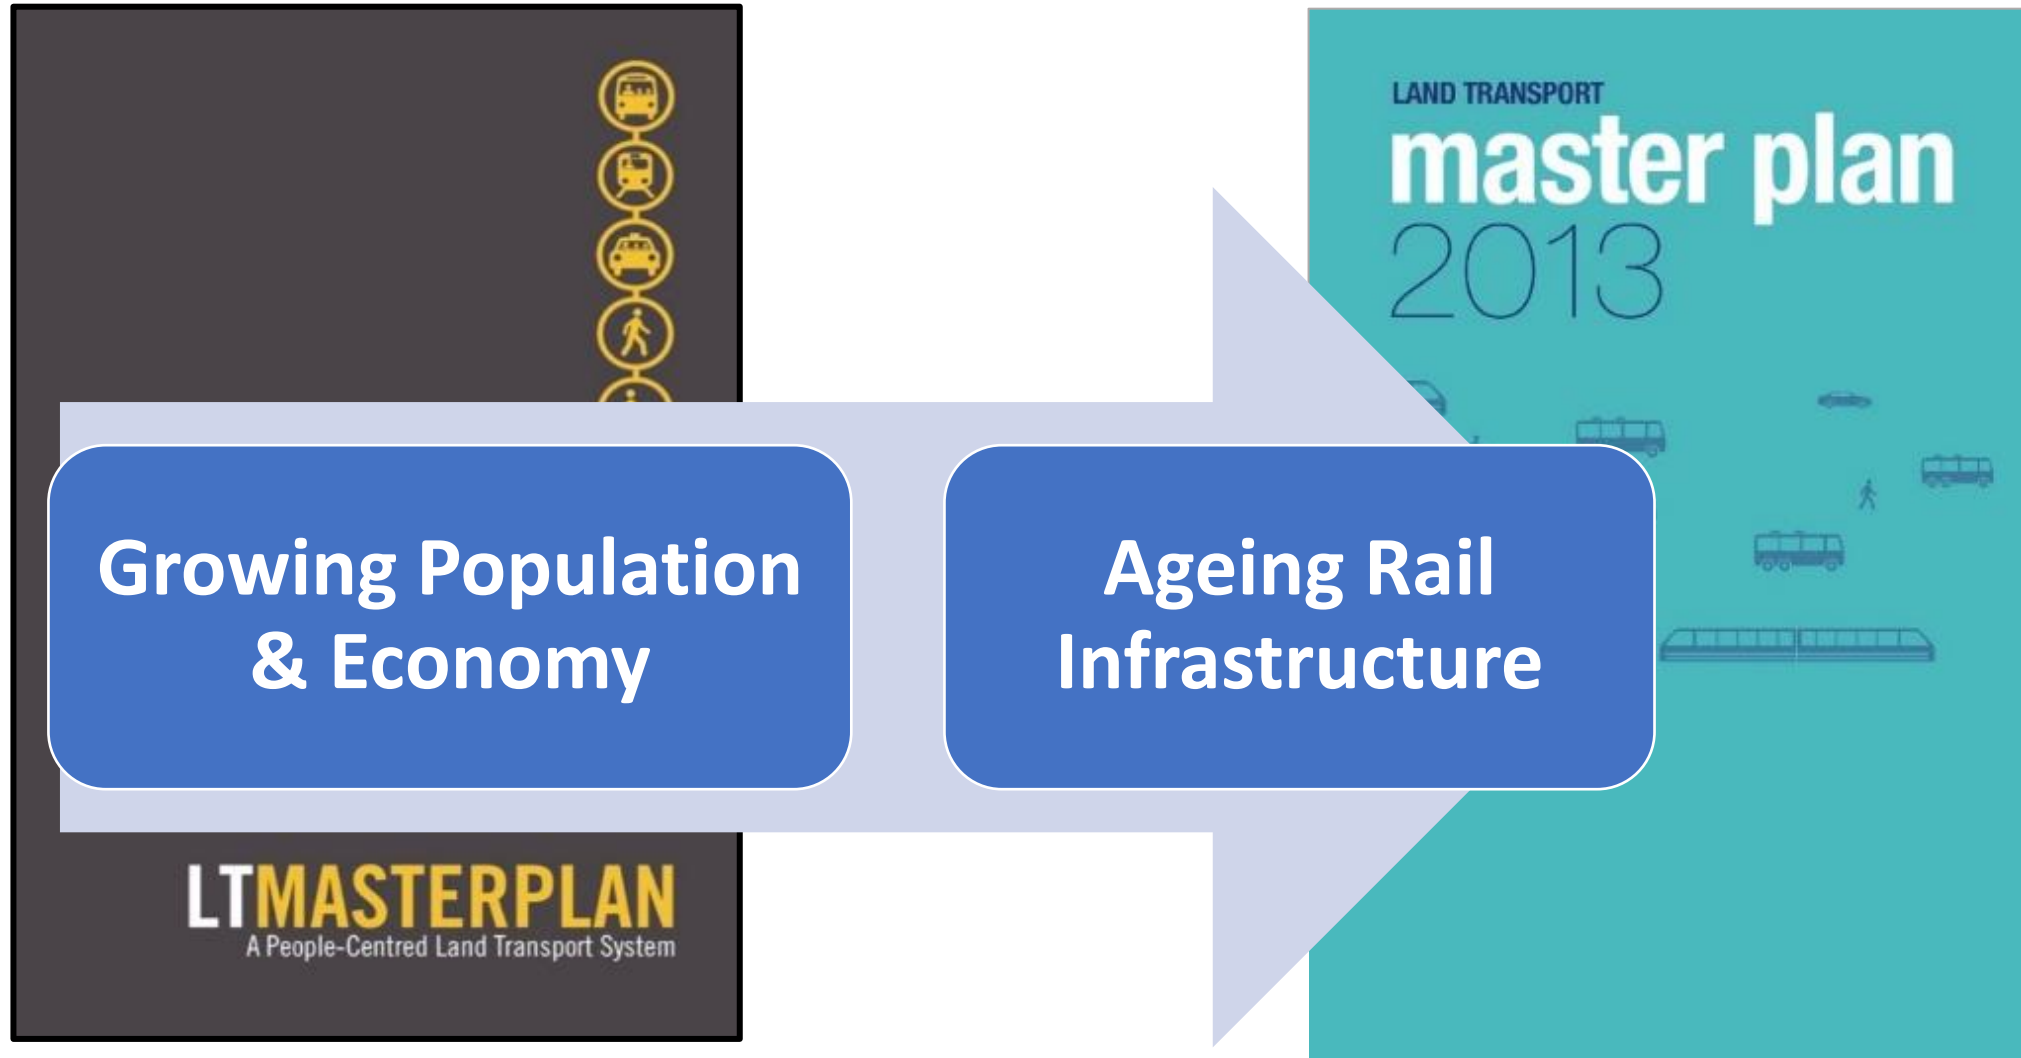 LAND TRANSPORT
master plan
2013
Growing Population
& Economy
Ageing Rail
Infrastructure
LTMASTERPLAN
A People-Centred Land Transport System